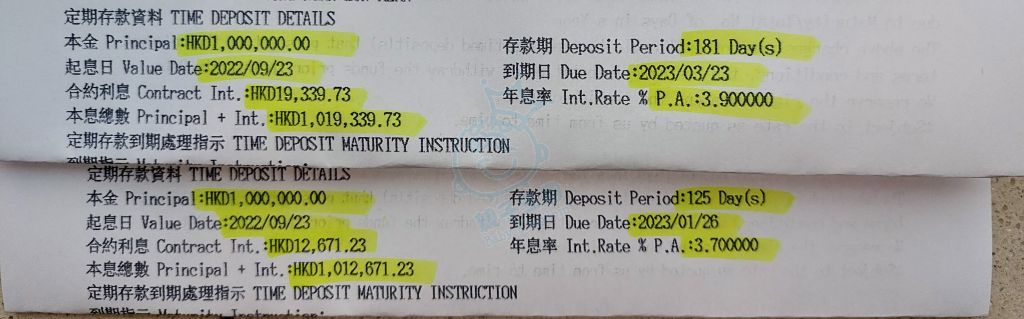 定期存款資料 TIME DEPOSIT DETAILS
本金 Principal:HKD1,000,000.00 存款期 Deposit Period:181 Day(s)
起息日 Value Date:2022/09/23 到期日 Due Date:2023/03/23
合約利息 Contract Int.:HKD19,339.73 年息率 Int.Rate % P.A.:3.900000
本息總數 Principal + Int.:HKD1,019,339.73
定期存款到期處理指示 TIME DEPOSIT MATURITY INSTRUCTION
定期存款資料 TIME DEPOSIT DETAILS
本金 Principal:HKD1,000,000.00 存款期 Deposit Period:125 Day(s)
起息日 Value Date:2022/09/23 到期日 Due Date:2023/01/26
合約利息 Contract Int.:HKD12,671.23 年息率 Int.Rate % P.A.:3.700000
本息總數 Principal + Int.:HKD1,012,671.23
定期存款到期處理指示 TIME DEPOSIT MATURITY INSTRUCTION